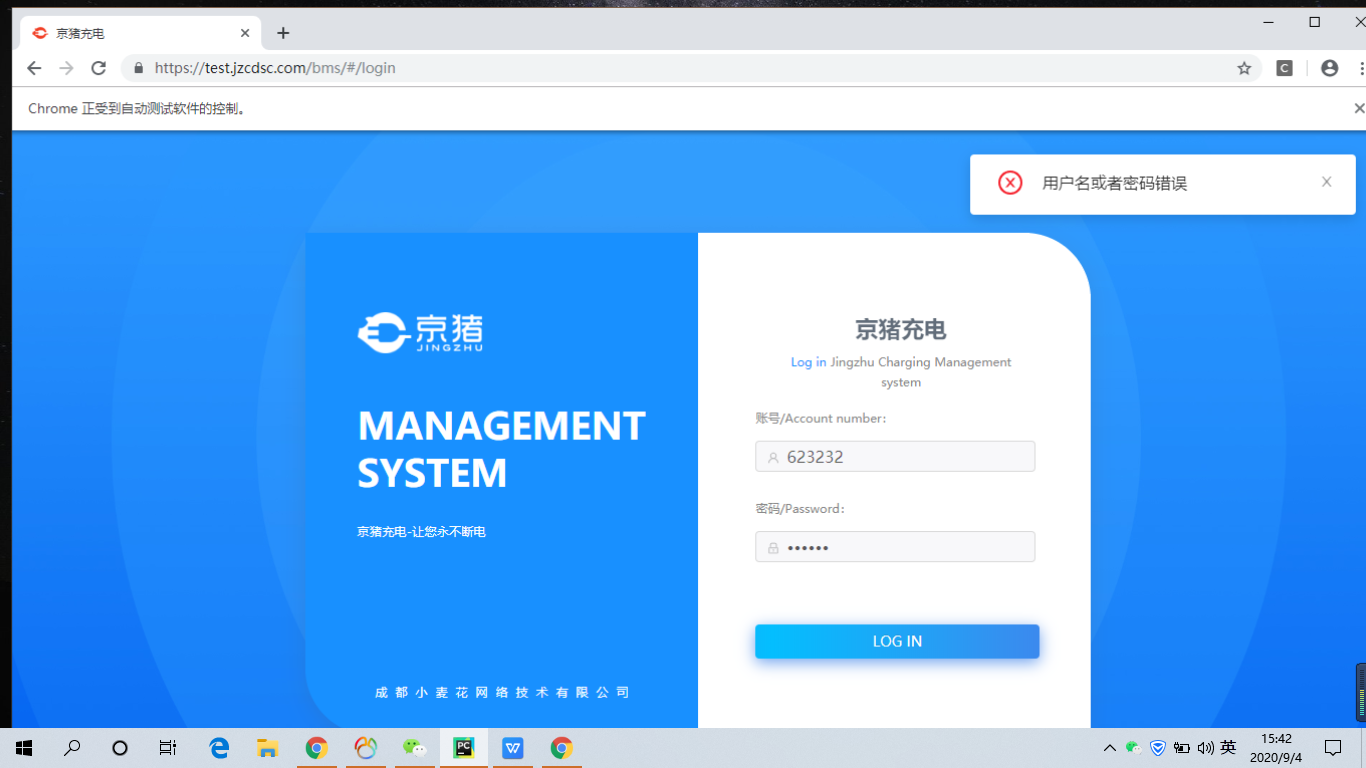 京猪充电
https://test.jzcdsc.com/bms/#/login
C
Chrome 正受到自动测试软件的控制。
用户名或者密码错误
京猪
JINGZHU
MANAGEMENT
SYSTEM
京猪充电-让您永不断电
成都小麦花网络技术有限公司
京猪充电
Log in Jingzhu Charging Management
system
账号/Account number:
623232
密码/Password:
••••••
LOG IN
PC
W
英
15:42
2020/9/4